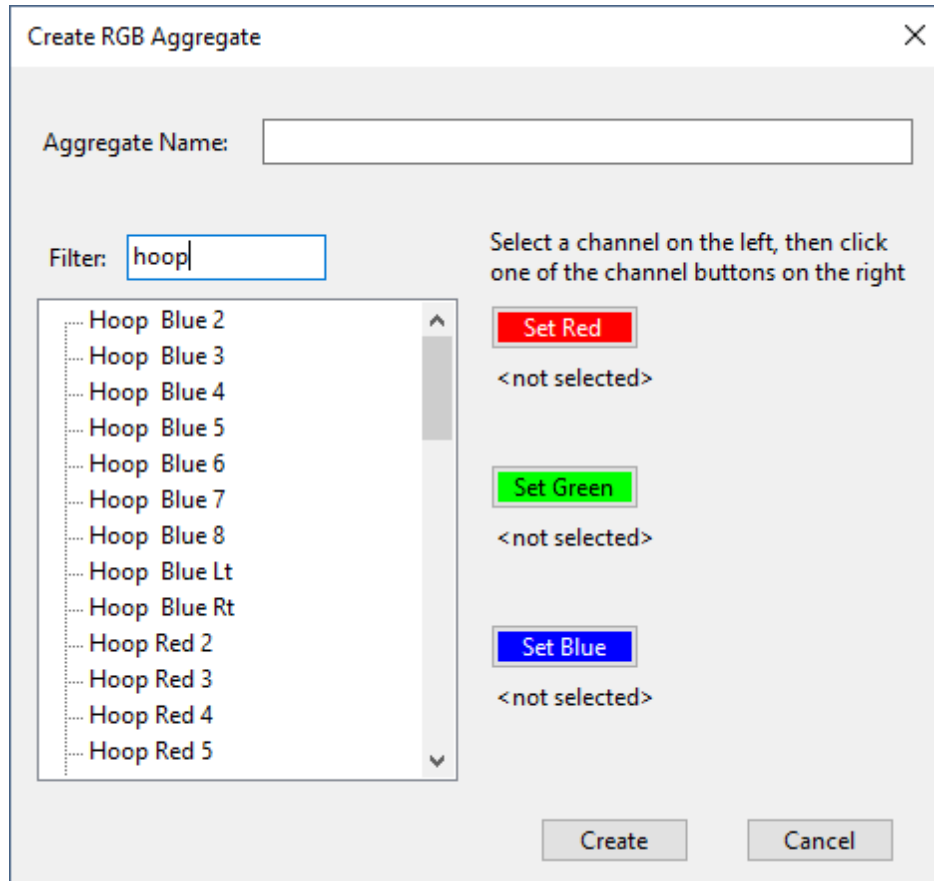 Create RGB Aggregate
Aggregate Name:
Filter:
hoop
Select a channel on the left, then click
one of the channel buttons on the right
Hoop  Blue 2
Hoop  Blue 3
Hoop  Blue 4
Hoop  Blue 5
Hoop  Blue 6
Hoop  Blue 7
Hoop  Blue 8
Hoop  Blue Lt
Hoop  Blue Rt
Hoop Red 2
Hoop Red 3
Hoop Red 4
Hoop Red 5
Set Red
<not selected>
Set Green
<not selected>
Set Blue
<not selected>
Create
Cancel